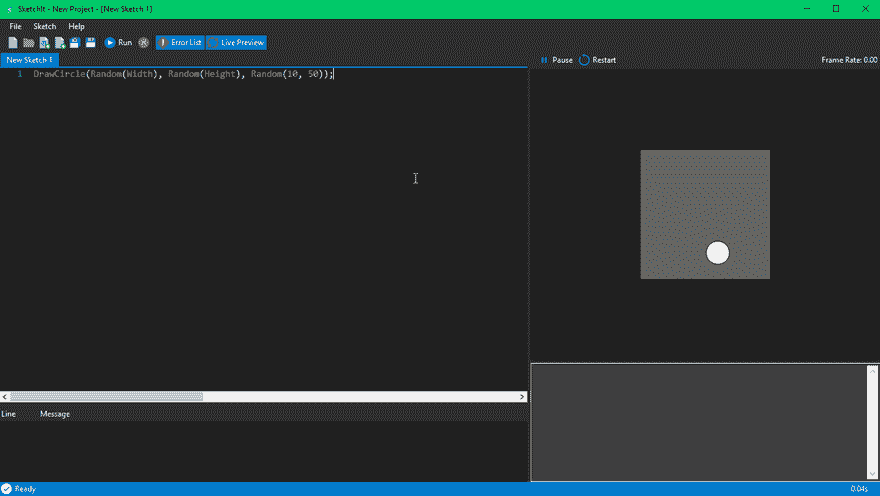 SketchIt - New Project - [New Sketch 1]
File Sketch Help
Run Error List Live Preview
New Sketch 1
1 DrawCircle(Random(Width), Random(Height), Random(10, 50));
Pause Restart Frame Rate: 0.00
Line Message
Ready 0.04s